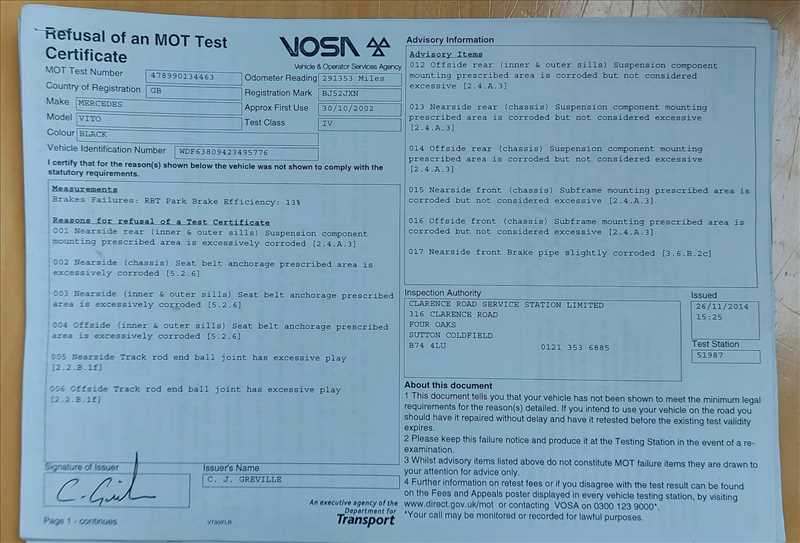 Refusal of an MOT Test
Certificate
VOSA
Vehicle & Operator Services Agency
MOT Test Number 478990134463
Odometer Reading 291353 Miles
Country of Registration GB
Registration Mark BJ52JXN
Make MERCEDES
Approx First Use 30/10/2002
Model VITO
Test Class IV
Colour BLACK
Vehicle Identification Number WDF63809423495776
I certify that for the reason(s) shown below the vehicle was not shown to comply with the
statutory requirements.
Measurements
Brakes Failures: RBT Park Brake Efficiency: 13%
Reasons for refusal of a Test Certificate
001 Nearside rear (inner & outer sills) Suspension component
mounting prescribed area is excessively corroded [2.4.A.3]
002 Nearside (chassis) Seat belt anchorage prescribed area is
excessively corroded [5.2.6]
003 Nearside (inner & outer sills) Seat belt anchorage prescribed
area is excessively corroded [5.2.6]
004 Offside (inner & outer sills) Seat belt anchorage prescribed
area is excessively corroded [5.2.6]
005 Nearside Track rod end ball joint has excessive play
[2.2.B.1f]
006 Offside Track rod end ball joint has excessive play
[2.2.B.1f]
Signature of Issuer
Issuer's Name
C. J. GREVILLE
An executive agency of the
Department for
Transport
Page 1 - continues
Advisory Information
Advisory Items
012 Offside rear (inner & outer sills) Suspension component
mounting prescribed area is corroded but not considered
excessive [2.4.A.3]
013 Nearside rear (chassis) Suspension component mounting
prescribed area is corroded but not considered excessive
[2.4.A.3]
014 Offside rear (chassis) Suspension component mounting
prescribed area is corroded but not considered excessive
[2.4.A.3]
015 Nearside front (chassis) Subframe mounting prescribed area is
corroded but not considered excessive [2.4.A.3]
016 Offside front (chassis) Subframe mounting prescribed area is
corroded but not considered excessive [2.4.A.3]
017 Nearside front Brake pipe slightly corroded [3.6.B.2c]
Inspection Authority
CLARENCE ROAD SERVICE STATION LIMITED
316 CLARENCE ROAD
FOUR OAKS
SUTTON COLDFIELD
B74 4LU 0121 353 6885
Issued
26/11/2014
15:25
Test Station
51987
About this document
1 This document tells you that your vehicle has not been shown to meet the minimum legal
requirements for the reason(s) detailed. If you intend to use your vehicle on the road you
should have it repaired without delay and have it retested before the existing test validity
expires.
2 Please keep this failure notice and produce it at the Testing Station in the event of a re-
examination.
3 Whilst advisory items listed above do not constitute MOT failure items they are drawn to
your attention for advice only.
4 Further information on retest fees or if you disagree with the test result can be found
on the Fees and Appeals poster displayed in every vehicle testing station, by visiting
www.direct.gov.uk/mot or contacting VOSA on 0300 123 9000*.
*Your call may be monitored or recorded for lawful purposes.